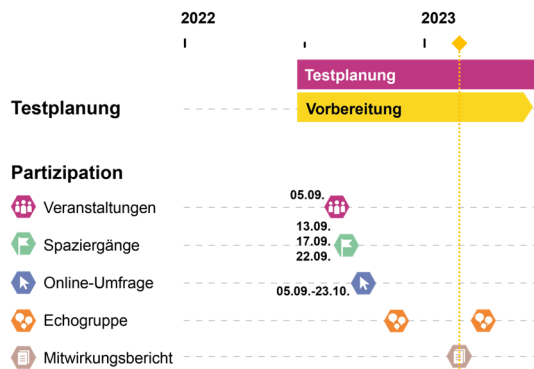 2022 2023
Testplanung
Testplanung
Vorbereitung
Partizipation
Veranstaltungen
05.09.
Spaziergänge
13.09.
17.09.
22.09.
Online-Umfrage
05.09.-23.10.
Echogruppe
Mitwirkungsbericht